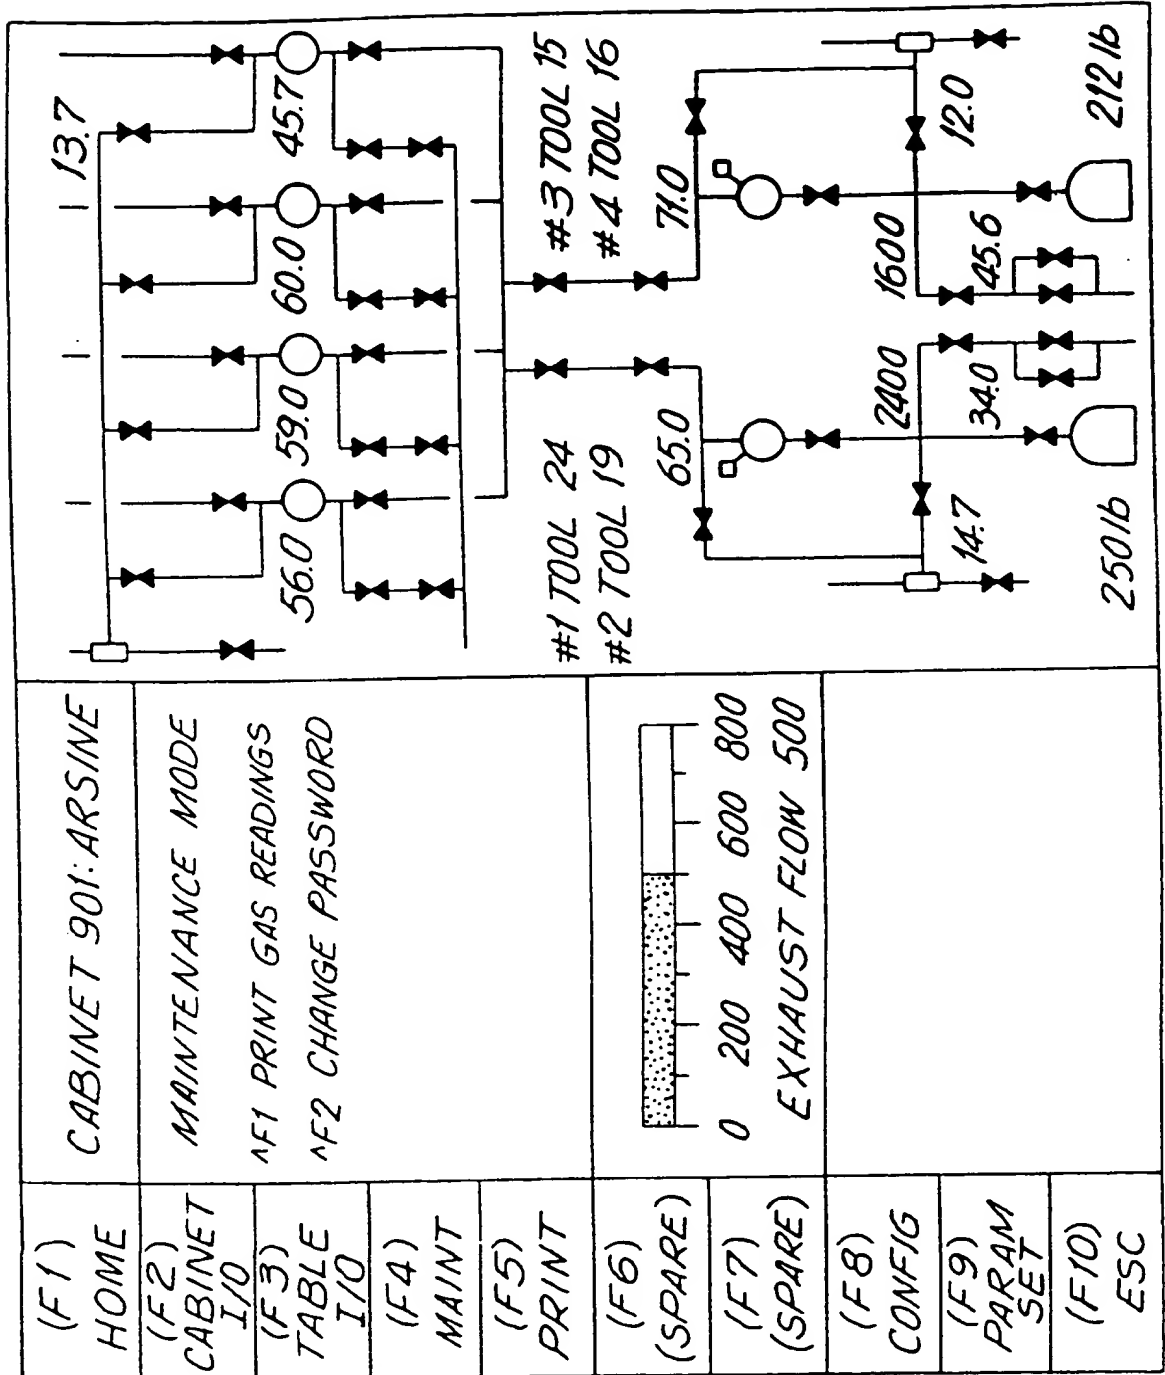 (F1)
HOME
(F2)
CABINET
I/O
(F3)
TABLE
I/O
(F4)
MAINT
(F5)
PRINT
(F6)
(SPARE)
(F7)
(SPARE)
(F8)
CONFIG
(F9)
PARAM
SET
(F10)
ESC
CABINET 901: ARSINE
MAINTENANCE MODE
^F1 PRINT GAS READINGS
^F2 CHANGE PASSWORD
0 200 400 600 800
EXHAUST FLOW 500
13.7
56.0 59.0 60.0 45.7
#1 TOOL 24
#2 TOOL 19
#3 TOOL 15
#4 TOOL 16
65.0 71.0
2400 1600
14.7 34.0 45.6 12.0
250 lb 212 lb